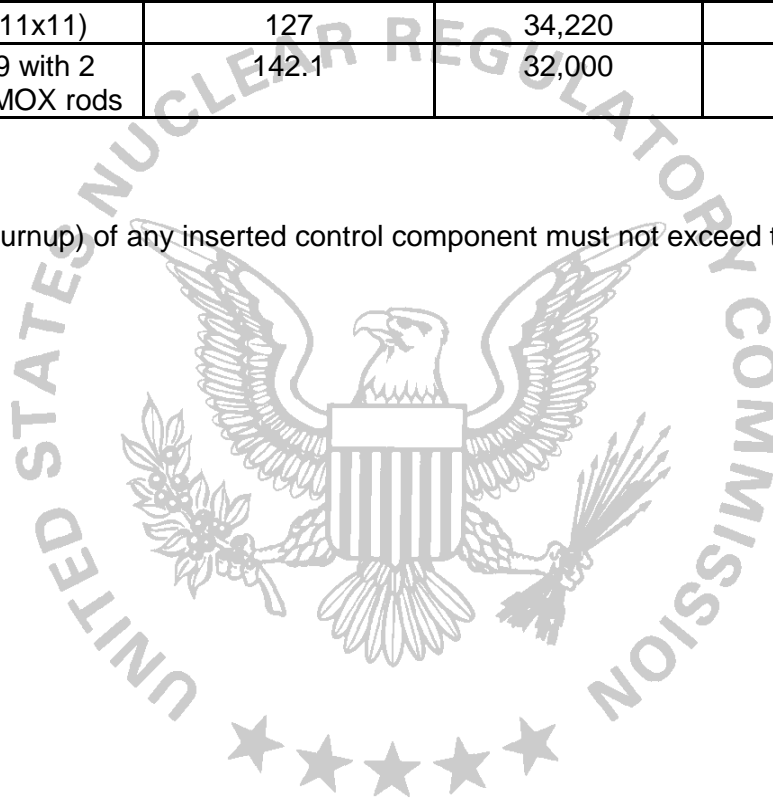 11x11) 127 34,220
9 with 2 142.1 32,000
MOX rods
urnup) of any inserted control component must not exceed t
UNITED STATES NUCLEAR REGULATORY COMMISSION